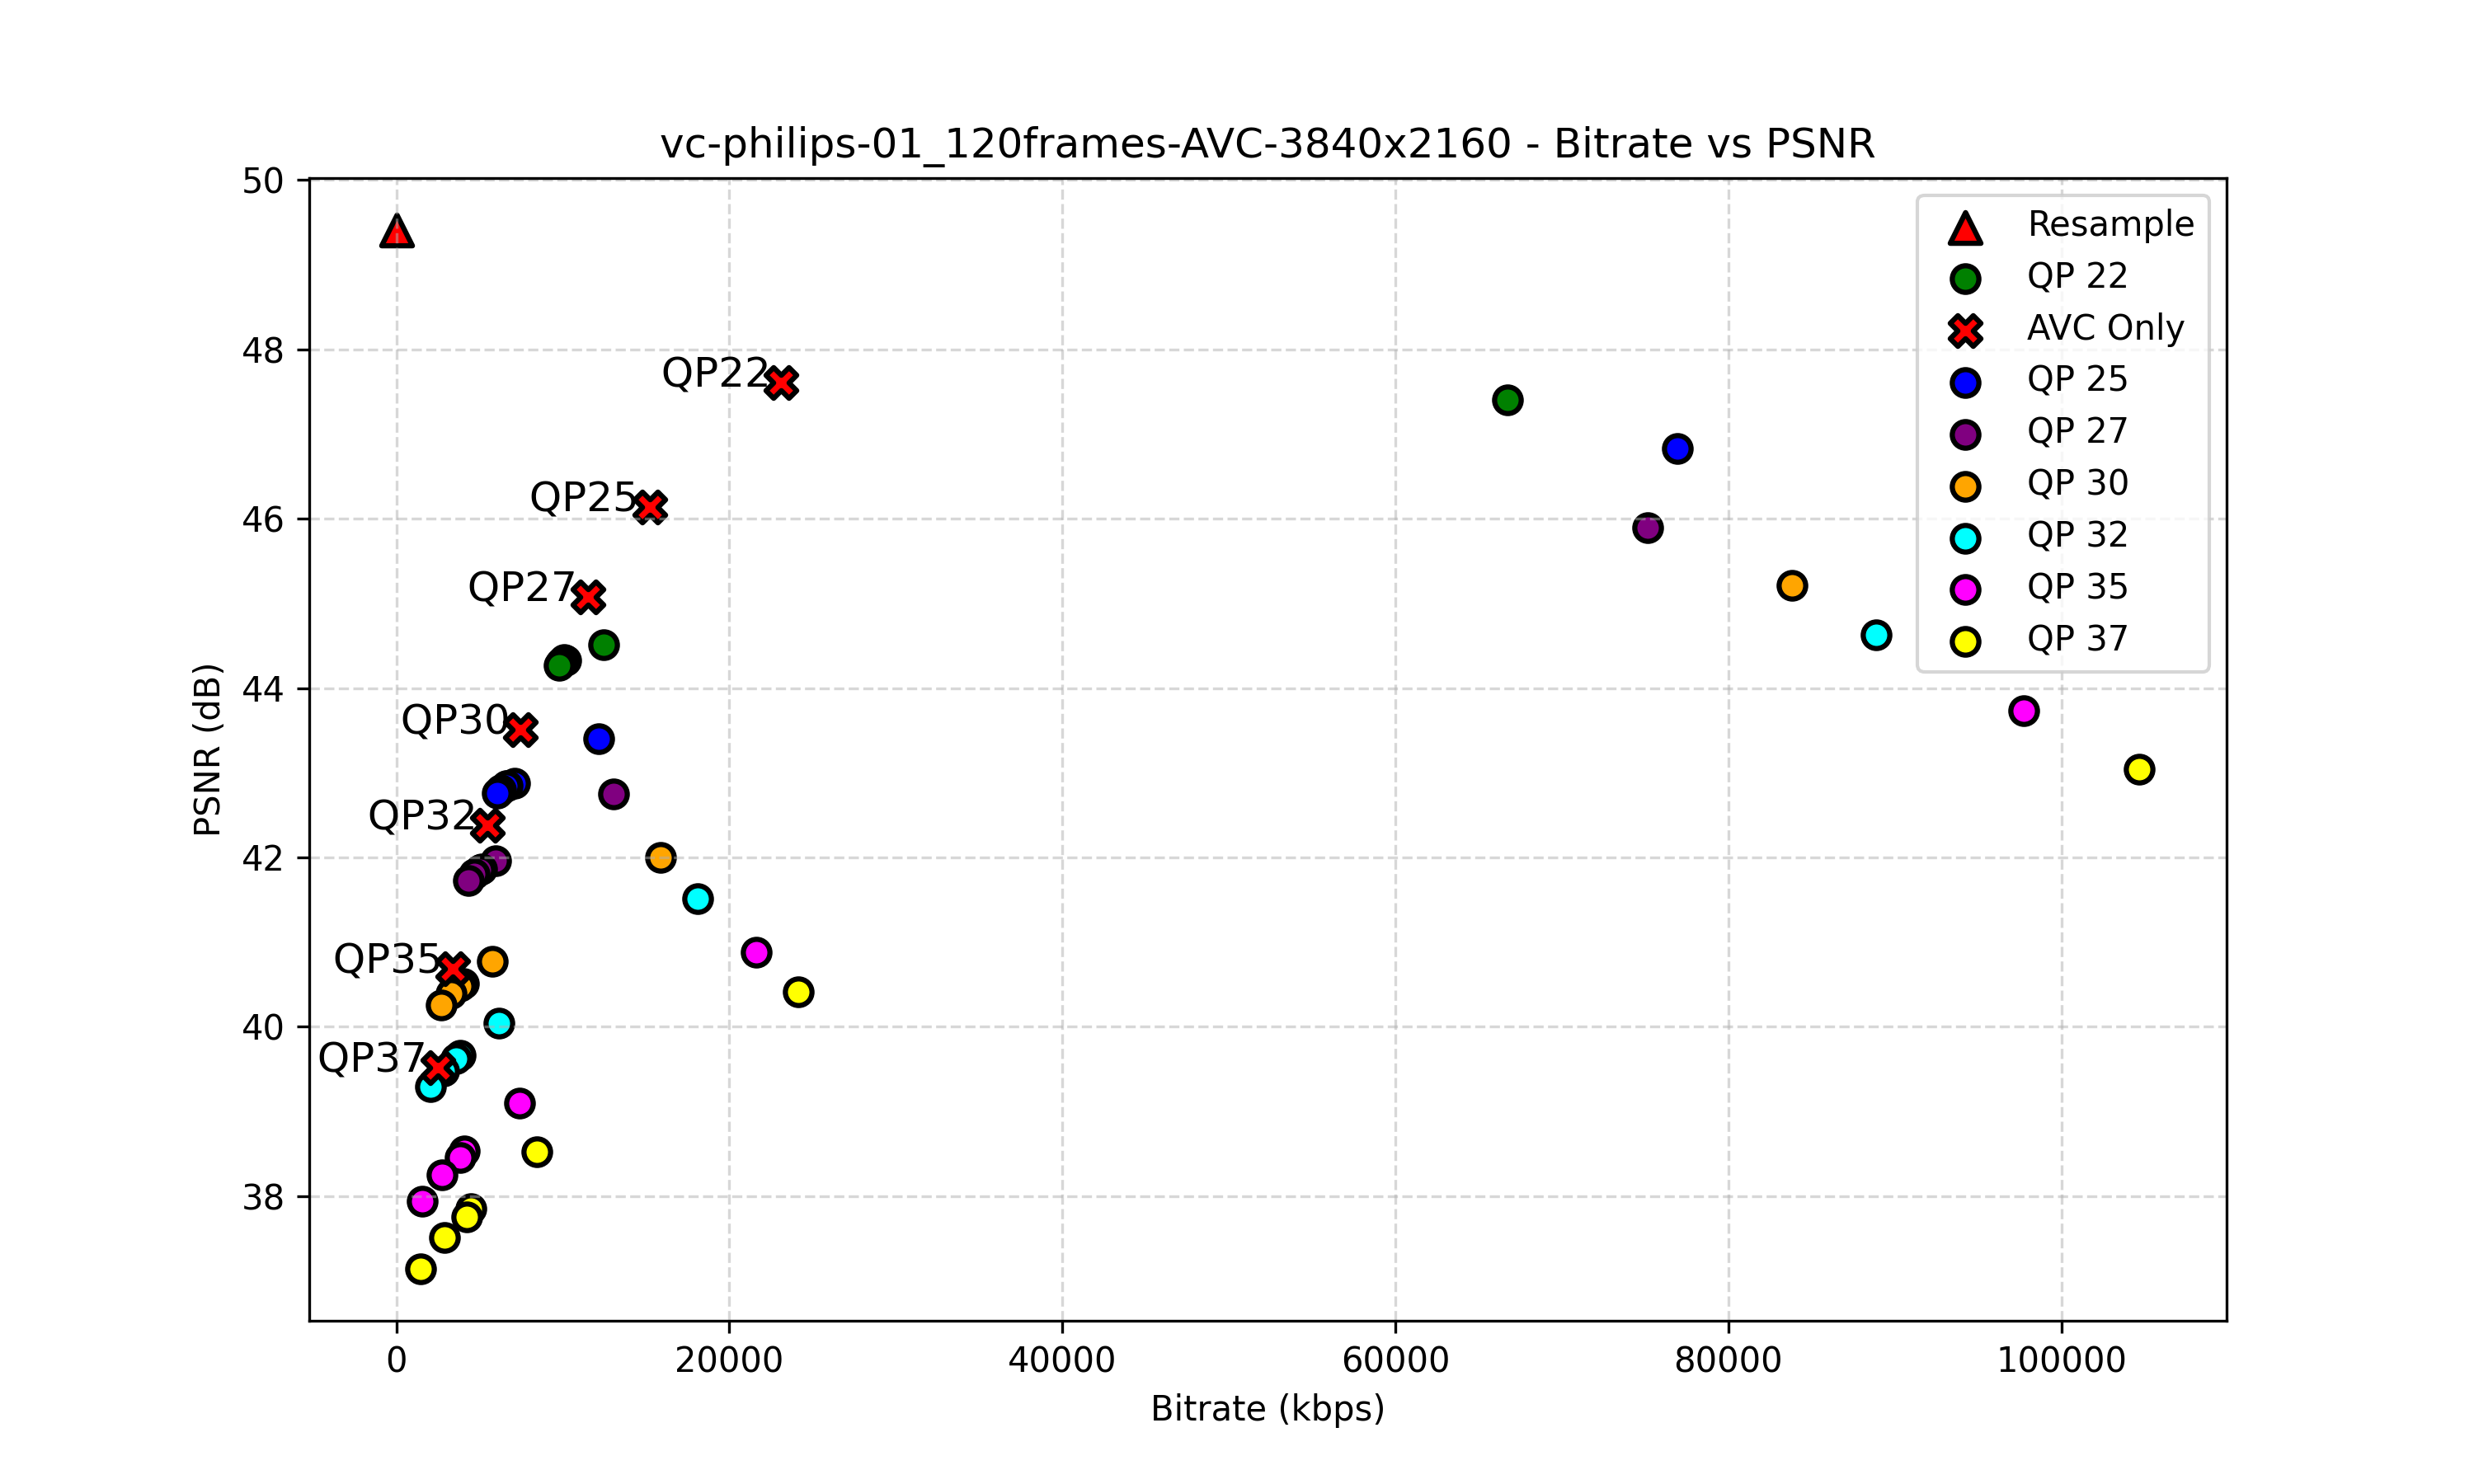 vc-philips-01_120frames-AVC-3840x2160 - Bitrate vs PSNR
50
48
46
44
42
40
38
PSNR (dB)
0
20000
40000
60000
80000
100000
Bitrate (kbps)
QP22
QP25
QP27
QP30
QP32
QP35
QP37
Resample
QP 22
AVC Only
QP 25
QP 27
QP 30
QP 32
QP 35
QP 37